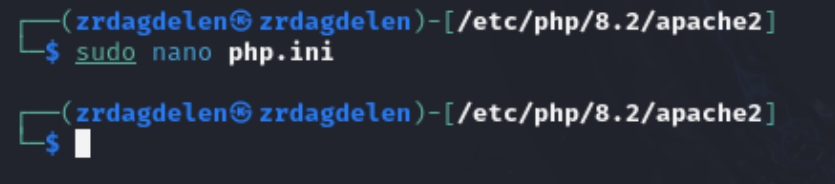 ┌──(zrdagdelen㉿zrdagdelen)-[/etc/php/8.2/apache2]
└─$ sudo nano php.ini
┌──(zrdagdelen㉿zrdagdelen)-[/etc/php/8.2/apache2]
└─$